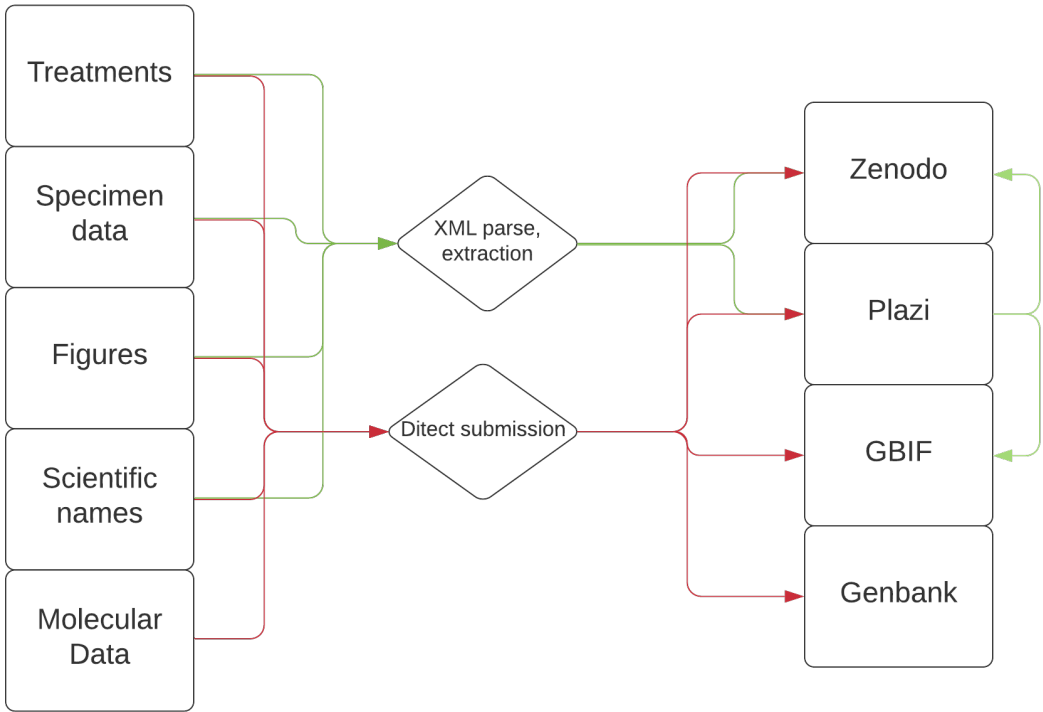 Treatments
Specimen
data
Figures
Scientific
names
Molecular
Data
XML parse,
extraction
Ditect submission
Zenodo
Plazi
GBIF
Genbank